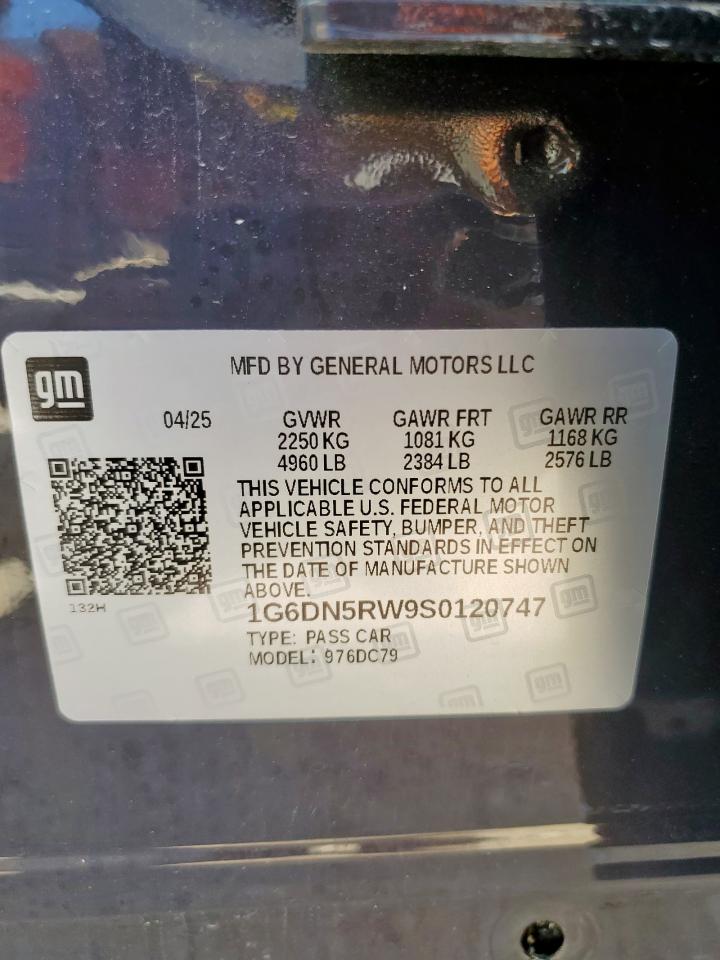 gm
MFD BY GENERAL MOTORS LLC
04/25 GVWR GAWR FRT GAWR RR
2250 KG 1081 KG 1168 KG
4960 LB 2384 LB 2576 LB
THIS VEHICLE CONFORMS TO ALL
APPLICABLE U.S. FEDERAL MOTOR
VEHICLE SAFETY, BUMPER, AND THEFT
PREVENTION STANDARDS IN EFFECT ON
THE DATE OF MANUFACTURE SHOWN
ABOVE.
132H
1G6DN5RW9S0120747
TYPE: PASS CAR
MODEL: 976DC79